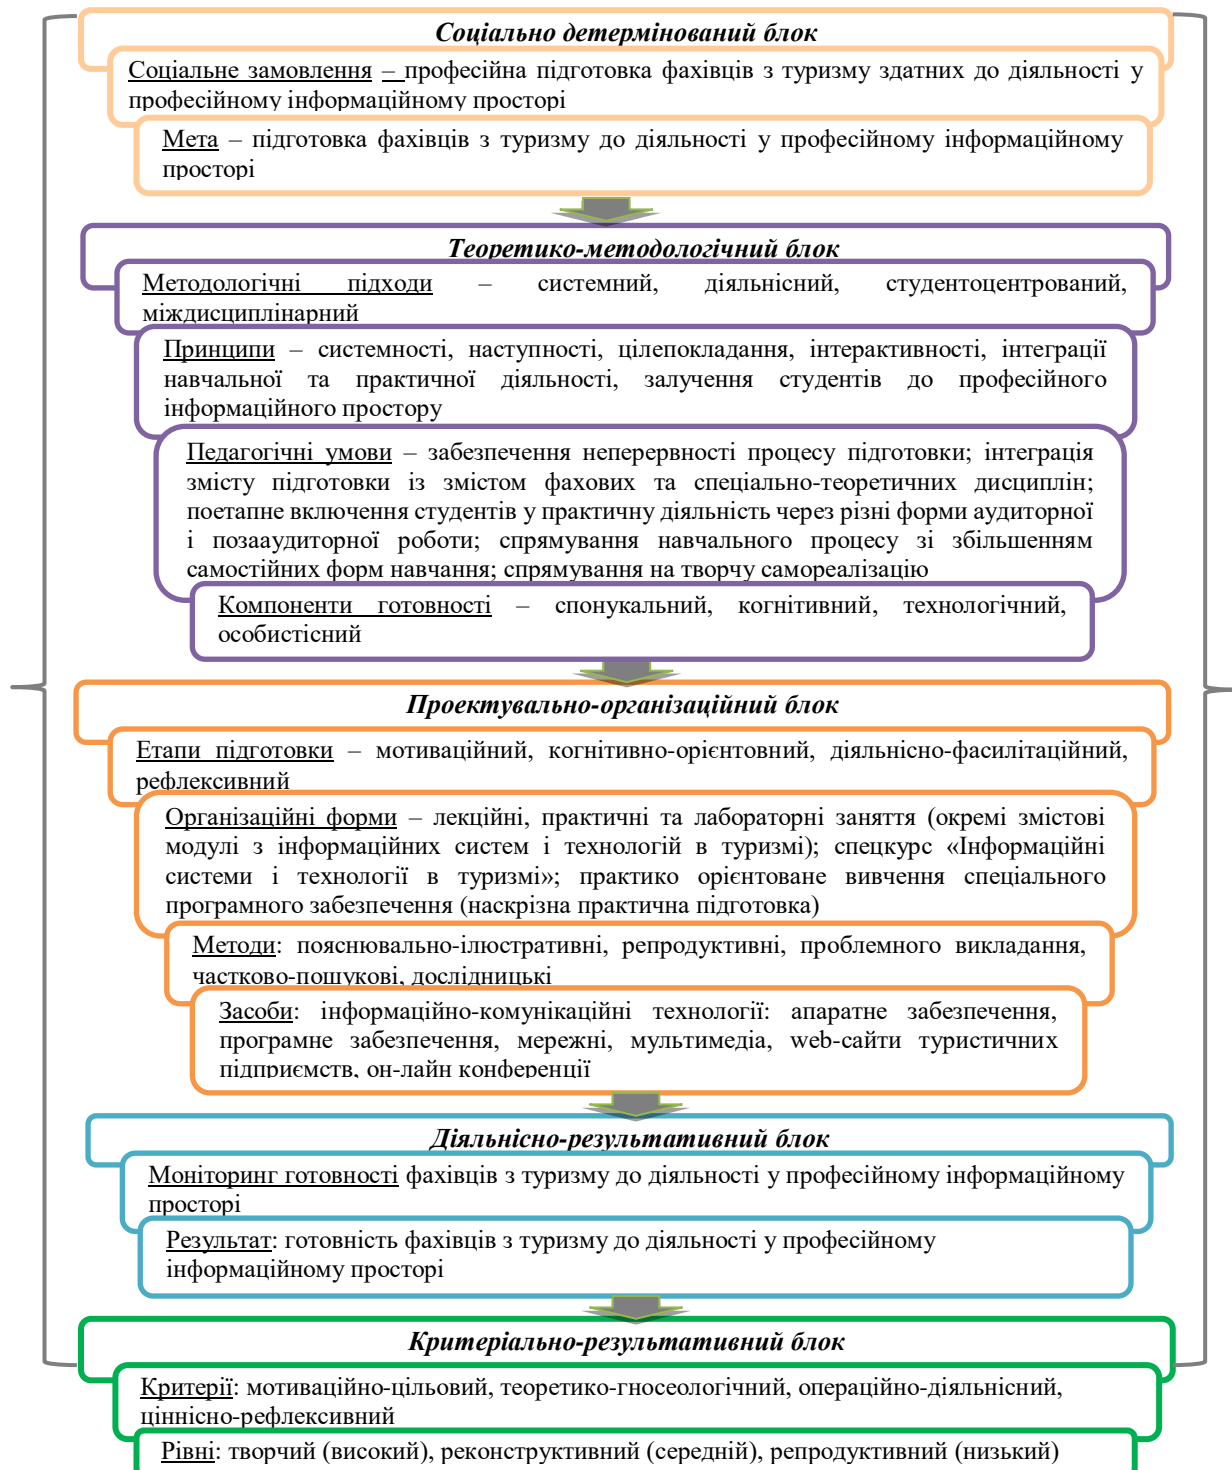 Соціально детермінований блок
Соціальне замовлення – професійна підготовка фахівців з туризму здатних до діяльності у
професійному інформаційному просторі
Мета – підготовка фахівців з туризму до діяльності у професійному інформаційному
просторі
Теоретико-методологічний блок
Методологічні підходи – системний, діяльнісний, студентоцентрований,
міждисциплінарний
Принципи – системності, наступності, цілепокладання, інтерактивності, інтеграції
навчальної та практичної діяльності, залучення студентів до професійного
інформаційного простору
Педагогічні умови – забезпечення неперервності процесу підготовки; інтеграція
змісту підготовки із змістом фахових та спеціально-теоретичних дисциплін;
поетапне включення студентів у практичну діяльність через різні форми аудиторної
і позааудиторної роботи; спрямування навчального процесу зі збільшенням
самостійних форм навчання; спрямування на творчу самореалізацію
Компоненти готовності – спонукальний, когнітивний, технологічний,
особистісний
Проектувально-організаційний блок
Етапи підготовки – мотиваційний, когнітивно-орієнтовний, діяльнісно-фасилітаційний,
рефлексивний
Організаційні форми – лекційні, практичні та лабораторні заняття (окремі змістові
модулі з інформаційних систем і технологій в туризмі); спецкурс «Інформаційні
системи і технології в туризмі»; практико орієнтоване вивчення спеціального
програмного забезпечення (наскрізна практична підготовка)
Методи: пояснювально-ілюстративні, репродуктивні, проблемного викладання,
частково-пошукові, дослідницькі
Засоби: інформаційно-комунікаційні технології: апаратне забезпечення,
програмне забезпечення, мережні, мультимедіа, web-сайти туристичних
підприємств, он-лайн конференції
Діяльнісно-результативний блок
Моніторинг готовності фахівців з туризму до діяльності у професійному інформаційному
просторі
Результат: готовність фахівців з туризму до діяльності у професійному
інформаційному просторі
Критеріально-результативний блок
Критерії: мотиваційно-цільовий, теоретико-гносеологічний, операційно-діяльнісний,
ціннісно-рефлексивний
Рівні: творчий (високий), реконструктивний (середній), репродуктивний (низький)